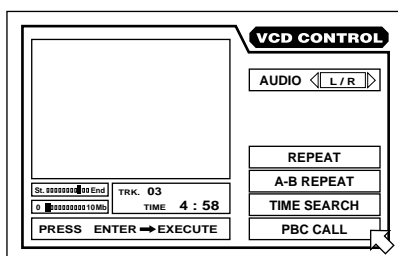 VCD CONTROL
AUDIO L / R
REPEAT
A-B REPEAT
TIME SEARCH
PBC CALL
St. End
0 10Mb
TRK. 03
TIME 4 : 58
PRESS ENTER ➡ EXECUTE